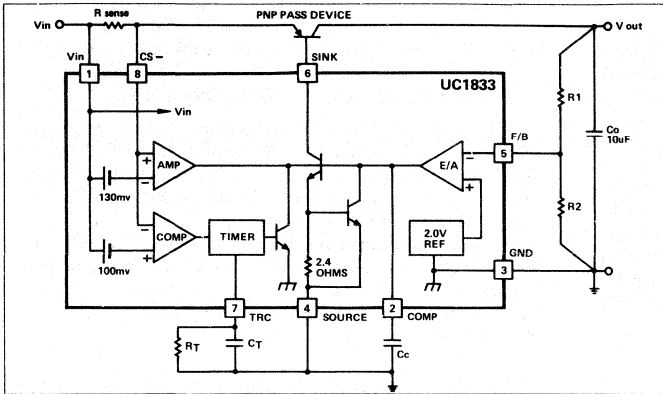 Vin
R sense
PNP PASS DEVICE
V out
Vin
CS –
SINK
1
8
6
UC1833
Vin
R1
F/B
5
Co
10uF
+
AMP
–
–
E/A
+
130mv
R2
–
COMP
+
TIMER
2.0V
REF
GND
3
100mv
2.4
OHMS
7
TRC
4
SOURCE
2
COMP
RT
CT
Cc